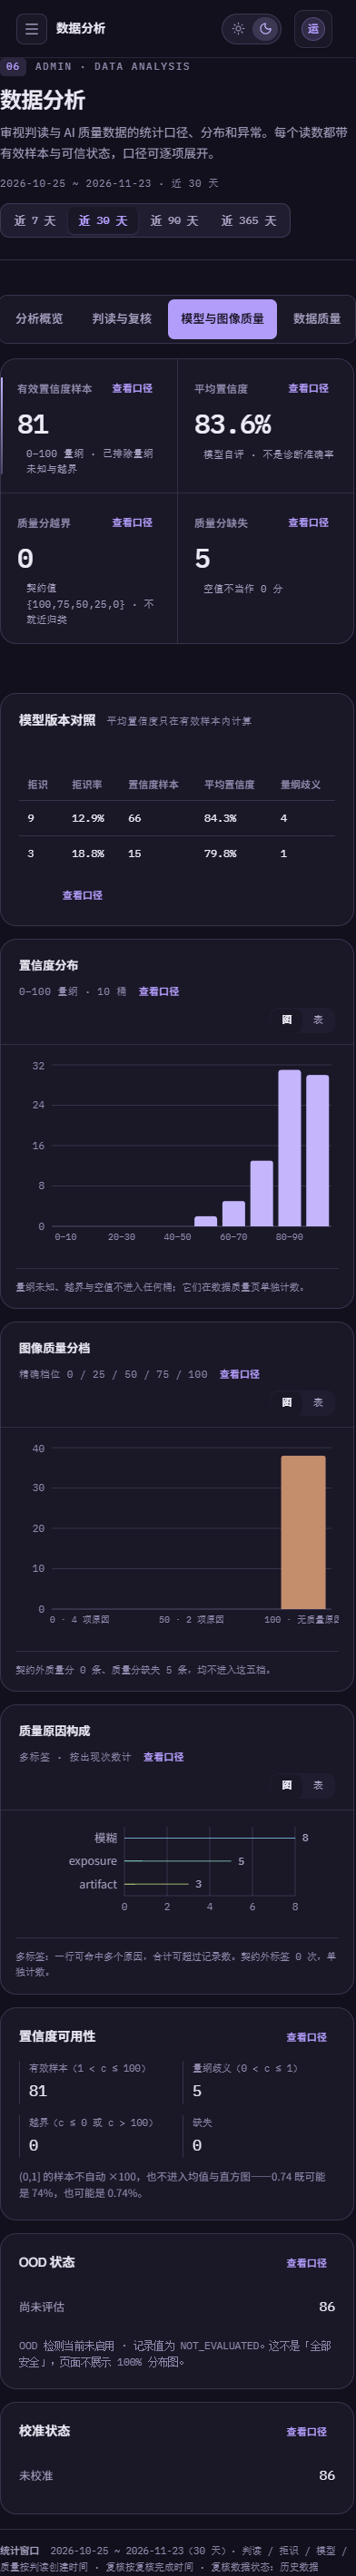 数据分析
运
06 ADMIN · DATA ANALYSIS
数据分析
审视判读与 AI 质量数据的统计口径、分布和异常。每个读数都带
有效样本与可信状态，口径可逐项展开。
2026-10-25 ~ 2026-11-23 · 近 30 天
近 7 天 近 30 天 近 90 天 近 365 天
分析概览 判读与复核 模型与图像质量 数据质量
有效置信度样本 查看口径
81
0-100 量纲 · 已排除量纲
未知与越界
平均置信度 查看口径
83.6%
模型自评 · 不是诊断准确率
质量分越界 查看口径
0
契约值
{100,75,50,25,0} · 不
就近归类
质量分缺失 查看口径
5
空值不当作 0 分
模型版本对照 平均置信度只在有效样本内计算
拒识 拒识率 置信度样本 平均置信度 量纲歧义
9 12.9% 66 84.3% 4
3 18.8% 15 79.8% 1
查看口径
置信度分布
0-100 量纲 · 10 桶 查看口径
图 表
32
24
16
8
0
0-10 20-30 40-50 60-70 80-90
量纲未知、越界与空值不进入任何桶；它们在数据质量页单独计数。
图像质量分档
精确档位 0 / 25 / 50 / 75 / 100 查看口径
图 表
40
30
20
10
0
0 · 4 项原因 50 · 2 项原因 100 · 无质量原因
契约外质量分 0 条、质量分缺失 5 条，均不进入这五档。
质量原因构成
多标签 · 按出现次数计 查看口径
图 表
模糊 8
exposure 5
artifact 3
0 2 4 6 8
多标签：一行可命中多个原因，合计可超过记录数。契约外标签 0 次，单
独计数。
置信度可用性 查看口径
有效样本（1 < c ≤ 100）
81
量纲歧义（0 < c ≤ 1）
5
越界（c ≤ 0 或 c > 100）
0
缺失
0
(0,1] 的样本不自动 ×100，也不进入均值与直方图——0.74 既可能
是 74%，也可能是 0.74%。
OOD 状态 查看口径
尚未评估 86
OOD 检测当前未启用 · 记录值为 NOT_EVALUATED。这不是「全部
安全」，页面不展示 100% 分布图。
校准状态 查看口径
未校准 86
统计窗口 2026-10-25 ~ 2026-11-23（30 天）· 判读 / 拒识 / 模型 /
质量按判读创建时间 · 复核按复核完成时间 · 复核数据状态：历史数据